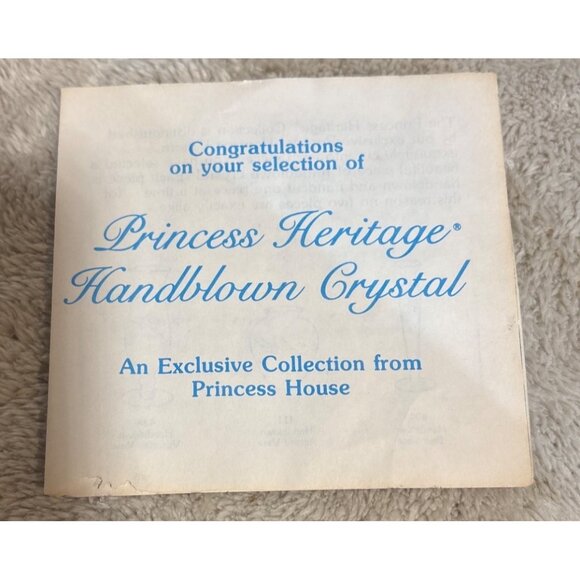 Congratulations
on your selection of
Princess Heritage®
Handblown Crystal
An Exclusive Collection from
Princess House